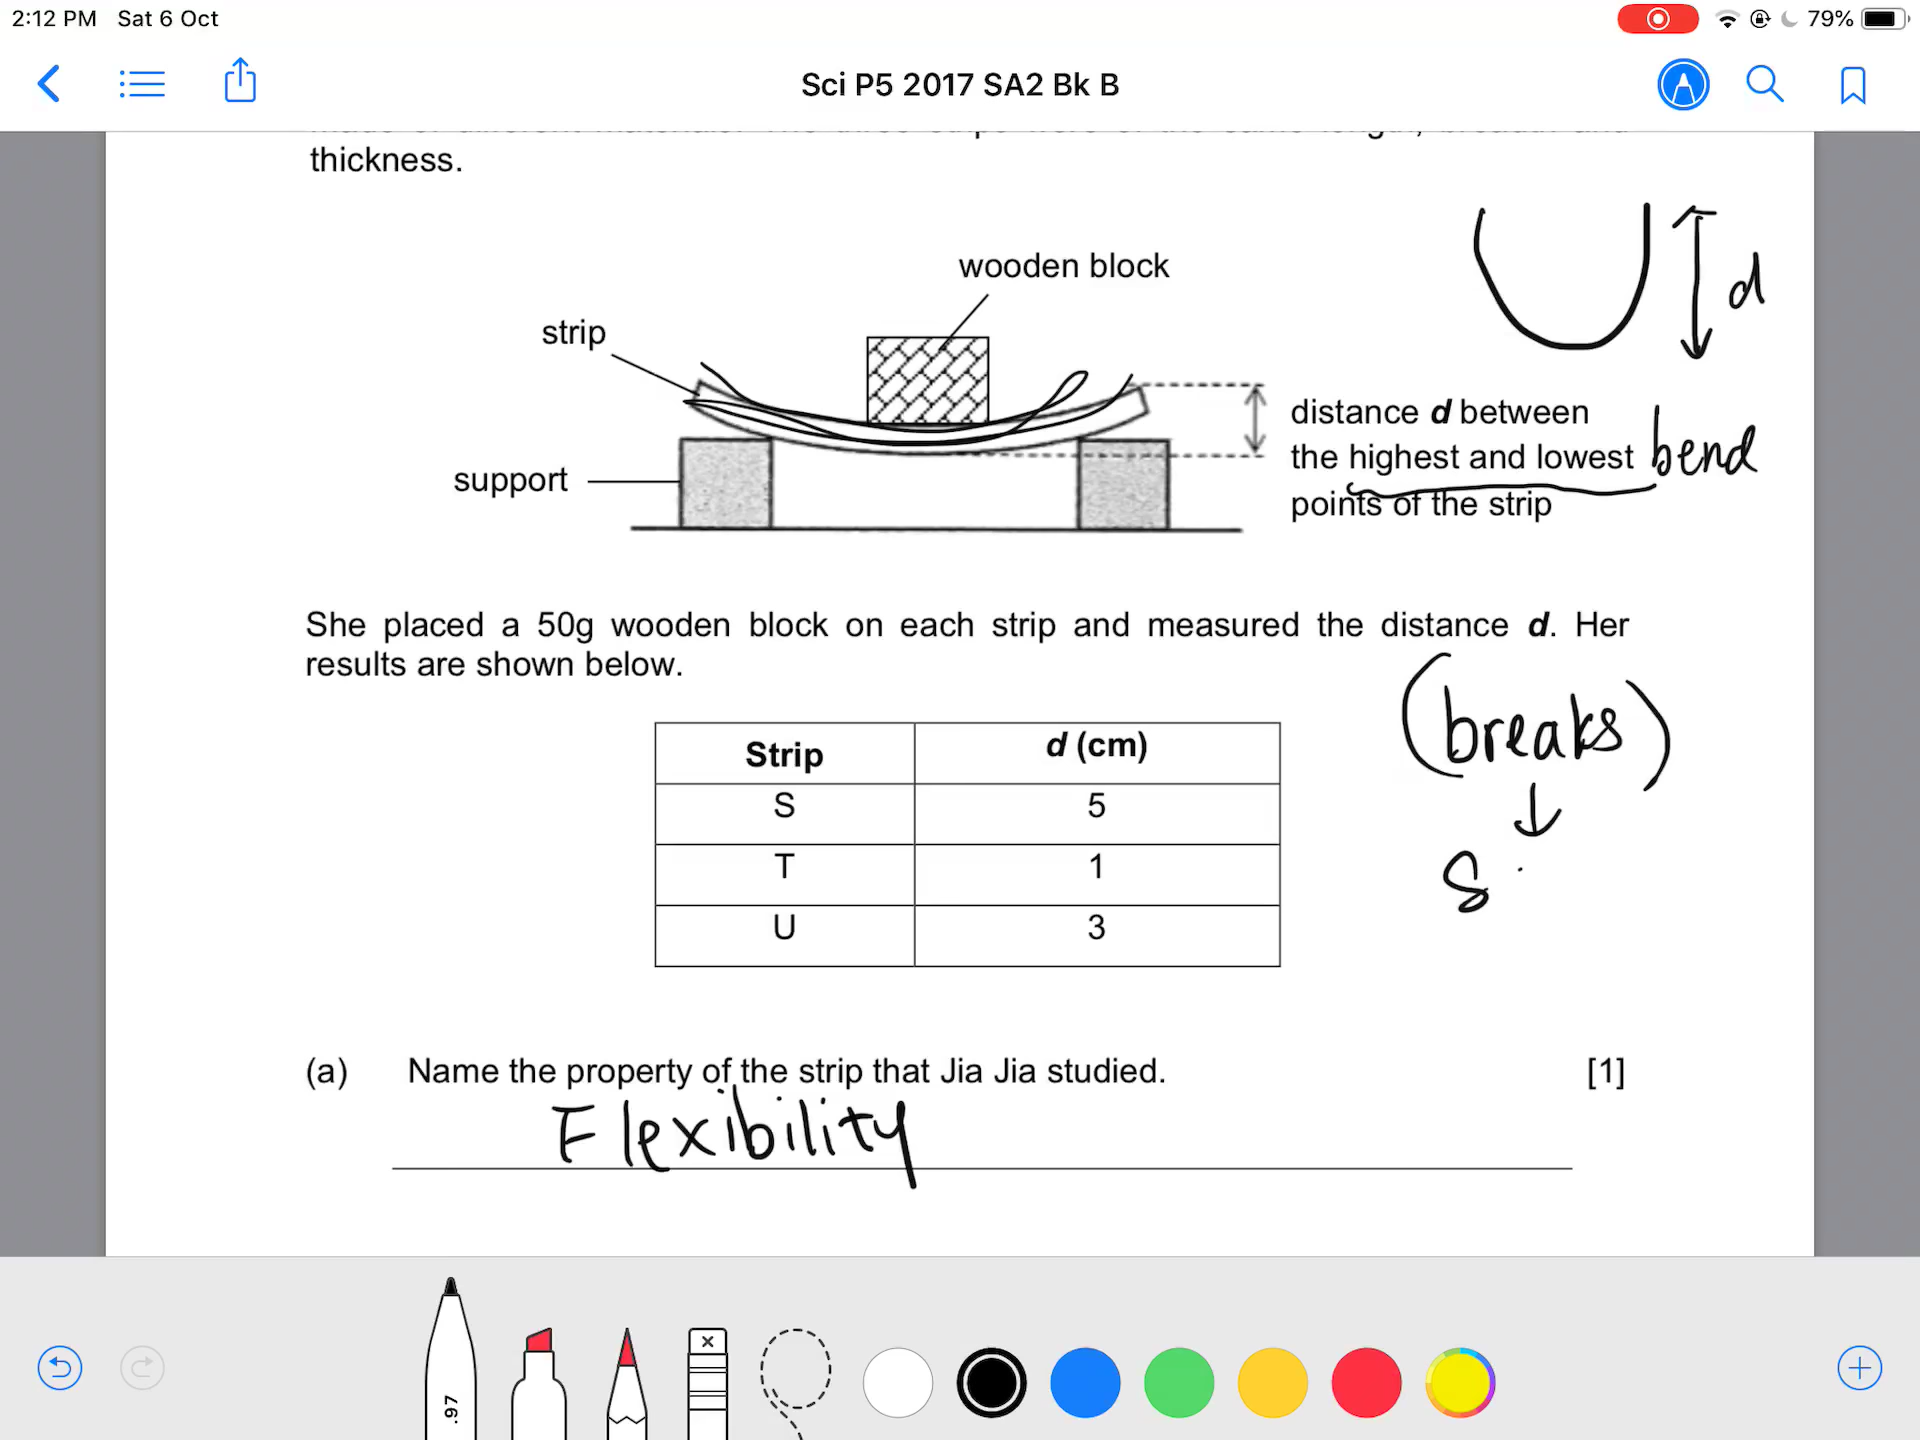 2:12 PM Sat 6 Oct
79%
Sci P5 2017 SA2 Bk B
thickness.
wooden block
strip
d
distance d between
the highest and lowest bend
points of the strip
support
She placed a 50g wooden block on each strip and measured the distance d. Her
results are shown below.
(breaks)
Strip d (cm)
S 5
T 1
U 3
S
(a) Name the property of the strip that Jia Jia studied. [1]
Flexibility
.97